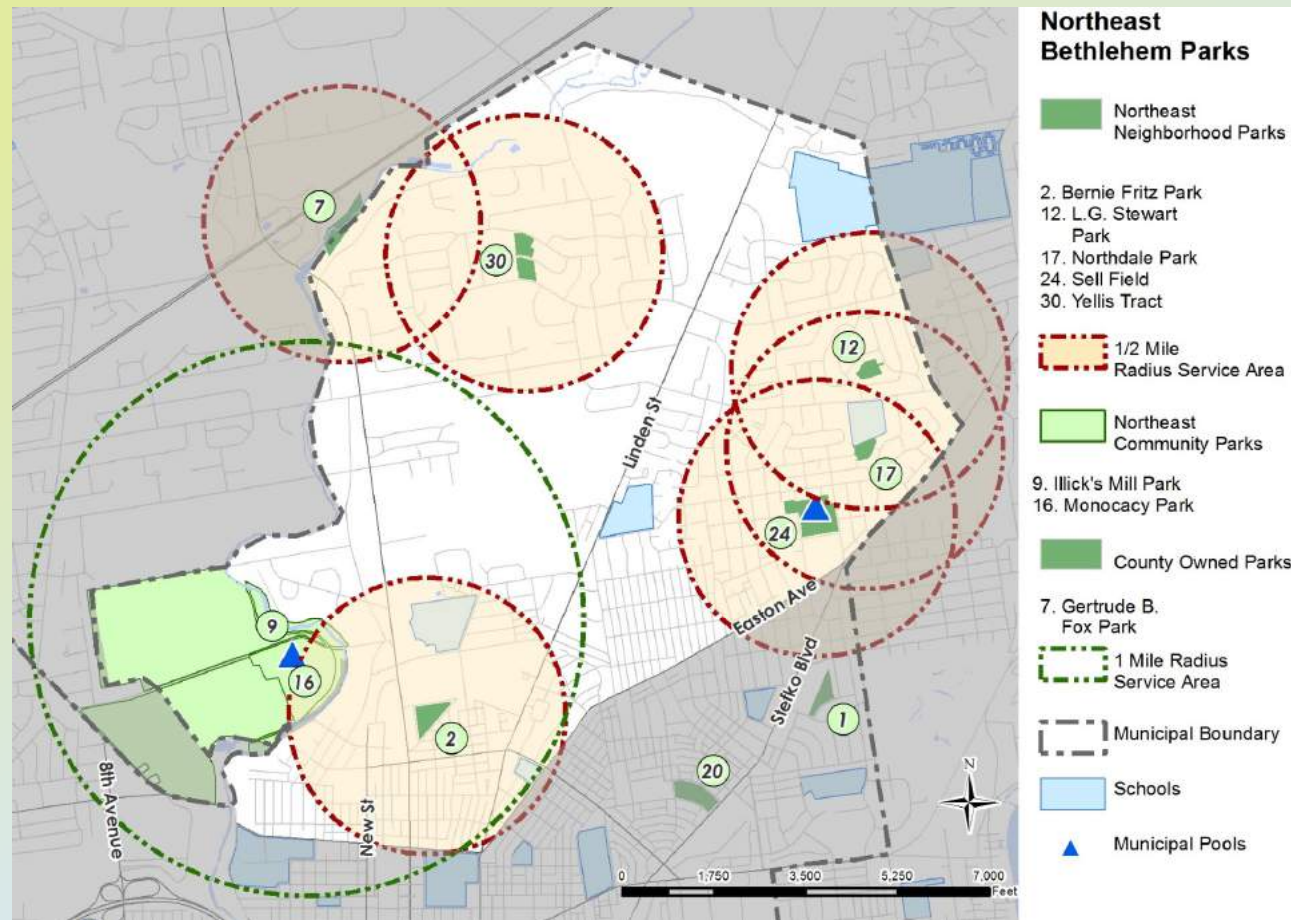 Northeast
Bethlehem Parks
Northeast
Neighborhood Parks
2. Bernie Fritz Park
12. L.G. Stewart
Park
17. Northdale Park
24. Sell Field
30. Yellis Tract
1/2 Mile
Radius Service Area
Northeast
Community Parks
9. Illick's Mill Park
16. Monocacy Park
County Owned Parks
7. Gertrude B.
Fox Park
1 Mile Radius
Service Area
Municipal Boundary
Schools
Municipal Pools
7
30
12
17
24
Linden St
Easton Ave
Stefko Blvd
9
16
2
1
20
8th Avenue
New St
N
0 1,750 3,500 5,250 7,000
Feet